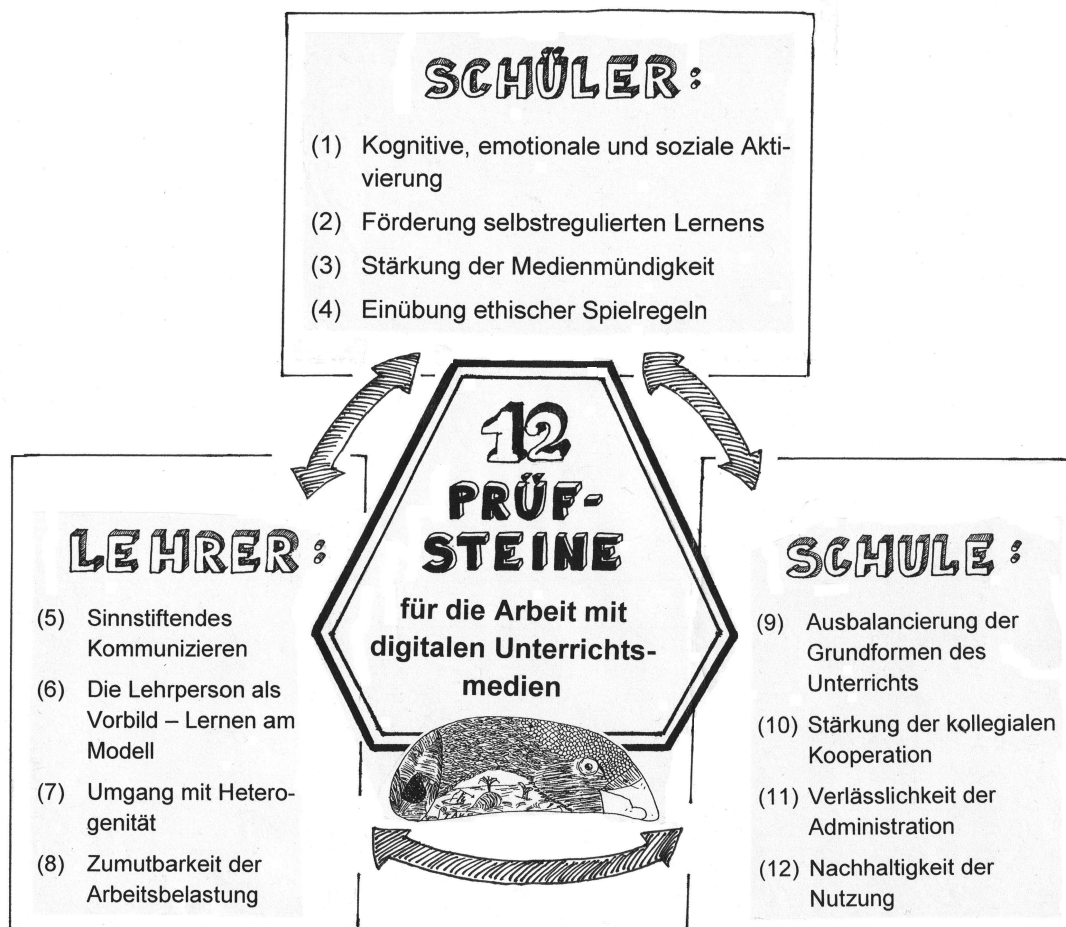 SCHÜLER:
(1) Kognitive, emotionale und soziale Akti-
vierung
(2) Förderung selbstregulierten Lernens
(3) Stärkung der Medienmündigkeit
(4) Einübung ethischer Spielregeln
12
PRÜF-
STEINE
für die Arbeit mit
digitalen Unterrichts-
medien
LEHRER:
(5) Sinnstiftendes
Kommunizieren
(6) Die Lehrperson als
Vorbild – Lernen am
Modell
(7) Umgang mit Hetero-
genität
(8) Zumutbarkeit der
Arbeitsbelastung
SCHULE:
(9) Ausbalancierung der
Grundformen des
Unterrichts
(10) Stärkung der kollegialen
Kooperation
(11) Verlässlichkeit der
Administration
(12) Nachhaltigkeit der
Nutzung